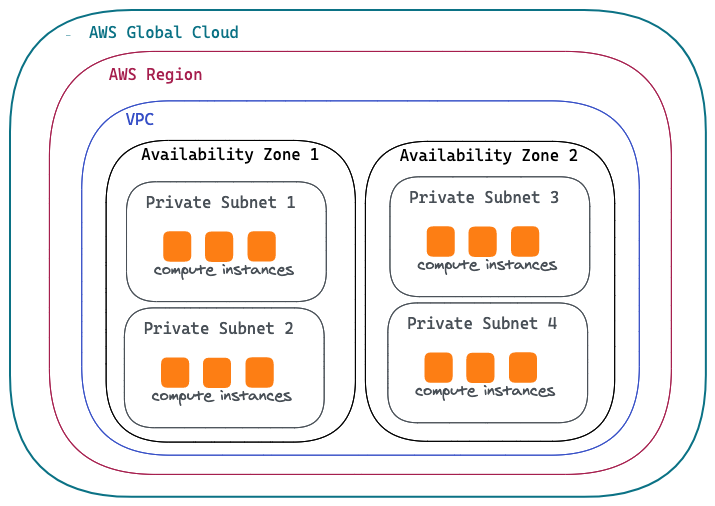 AWS Global Cloud
AWS Region
VPC
Availability Zone 1
Private Subnet 1
compute instances
Private Subnet 2
compute instances
Availability Zone 2
Private Subnet 3
compute instances
Private Subnet 4
compute instances